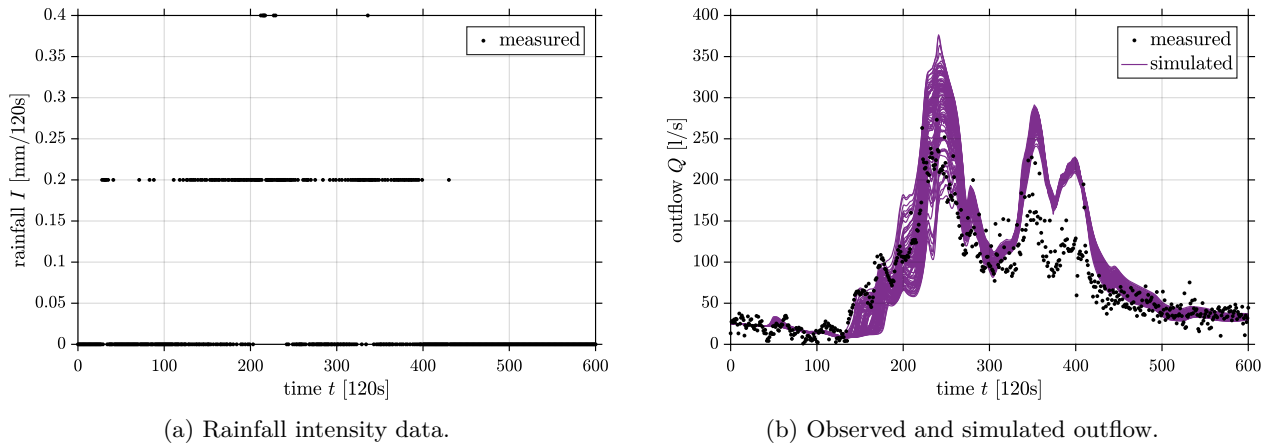 0.4
0.35
0.3
0.25
0.2
0.15
0.1
0.05
0
rainfall I [mm/120s]
measured
0 100 200 300 400 500 600
time t [120s]
(a) Rainfall intensity data.
400
350
300
250
200
150
100
50
0
outflow Q [l/s]
measured
simulated
0 100 200 300 400 500 600
time t [120s]
(b) Observed and simulated outflow.